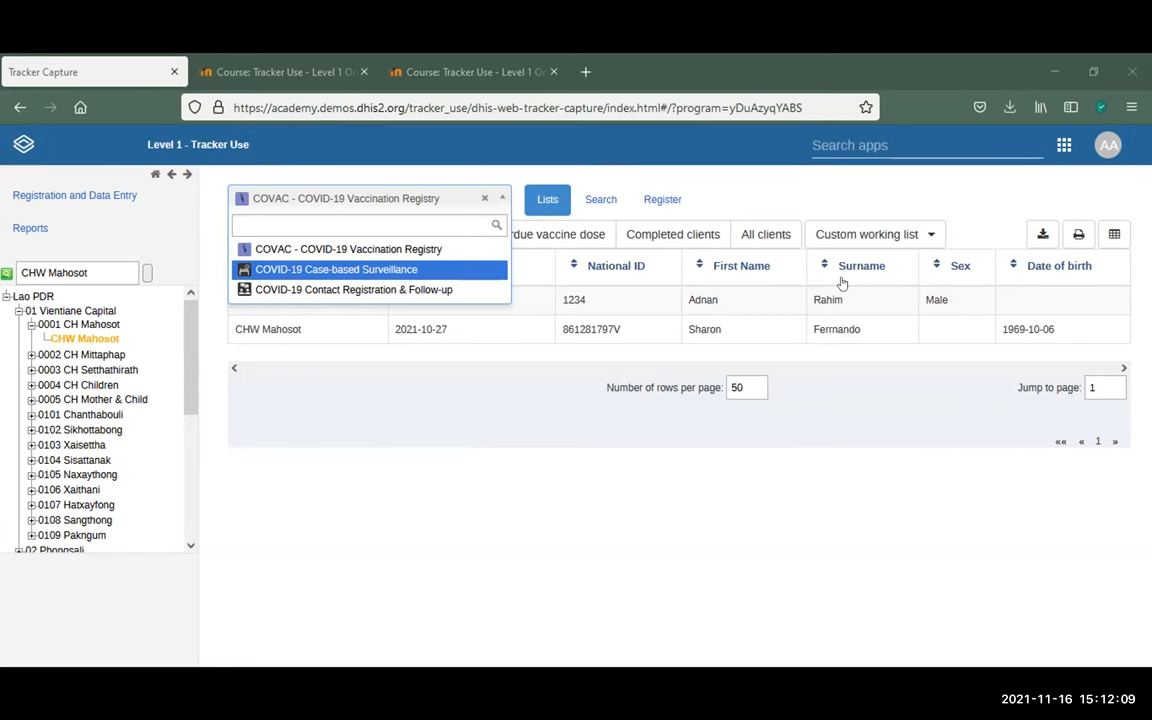 Tracker Capture
Course: Tracker Use - Level 1 O
Course: Tracker Use - Level 1 O
https://academy.demos.dhis2.org/tracker_use/dhis-web-tracker-capture/index.html#/?program=yDuAzyqYABS
Level 1 - Tracker Use
Search apps
AA
Registration and Data Entry
Reports
CHW Mahosot
Lao PDR
01 Vientiane Capital
0001 CH Mahosot
CHW Mahosot
0002 CH Mittaphap
0003 CH Setthathirath
0004 CH Children
0005 CH Mother & Child
0101 Chanthabouli
0102 Sikhottabong
0103 Xaisettha
0104 Sisattanak
0105 Naxaythong
0106 Xaithani
0107 Hatxayfong
0108 Sangthong
0109 Pakngum
02 Phongsali
COVAC - COVID-19 Vaccination Registry
Lists
Search
Register
COVAC - COVID-19 Vaccination Registry
COVID-19 Case-based Surveillance
COVID-19 Contact Registration & Follow-up
rdue vaccine dose
Completed clients
All clients
Custom working list
National ID
First Name
Surname
Sex
Date of birth
1234
Adnan
Rahim
Male
CHW Mahosot
2021-10-27
861281797V
Sharon
Fernando
1969-10-06
Number of rows per page: 50
Jump to page: 1
«« « 1 »
2021-11-16 15:12:09